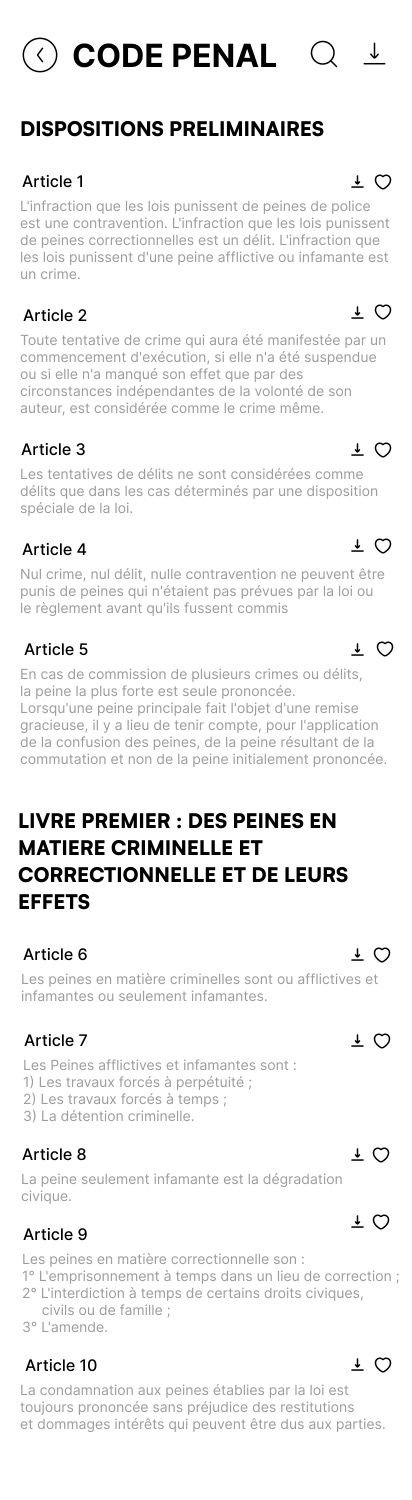 CODE PENAL
DISPOSITIONS PRELIMINAIRES
Article 1
L'infraction que les lois punissent de peines de police
est une contravention. L'infraction que les lois punissent
de peines correctionnelles est un délit. L'infraction que
les lois punissent d'une peine afflictive ou infamante est
un crime.
Article 2
Toute tentative de crime qui aura été manifestée par un
commencement d'exécution, si elle n'a été suspendue
ou si elle n'a manqué son effet que par des
circonstances indépendantes de la volonté de son
auteur, est considérée comme le crime même.
Article 3
Les tentatives de délits ne sont considérées comme
délits que dans les cas déterminés par une disposition
spéciale de la loi.
Article 4
Nul crime, nul délit, nulle contravention ne peuvent être
punis de peines qui n'étaient pas prévues par la loi ou
le règlement avant qu'ils fussent commis
Article 5
En cas de commission de plusieurs crimes ou délits,
la peine la plus forte est seule prononcée.
Lorsqu'une peine principale fait l'objet d'une remise
gracieuse, il y a lieu de tenir compte, pour l'application
de la confusion des peines, de la peine résultant de la
commutation et non de la peine initialement prononcée.
LIVRE PREMIER : DES PEINES EN
MATIERE CRIMINELLE ET
CORRECTIONNELLE ET DE LEURS
EFFETS
Article 6
Les peines en matière criminelles sont ou afflictives et
infamantes ou seulement infamantes.
Article 7
Les Peines afflictives et infamantes sont :
1) Les travaux forcés à perpétuité ;
2) Les travaux forcés à temps ;
3) La détention criminelle.
Article 8
La peine seulement infamante est la dégradation
civique.
Article 9
Les peines en matière correctionnelle son :
1° L'emprisonnement à temps dans un lieu de correction ;
2° L'interdiction à temps de certains droits civiques,
civils ou de famille ;
3° L'amende.
Article 10
La condamnation aux peines établies par la loi est
toujours prononcée sans préjudice des restitutions
et dommages intérêts qui peuvent être dus aux parties.